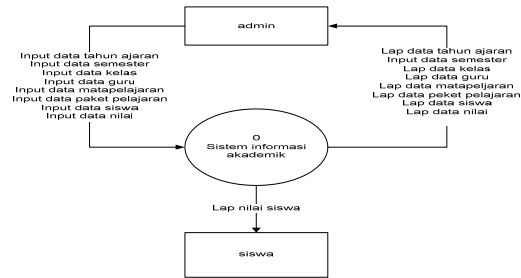 admin
Input data tahun ajaran
Input data semester
Input data kelas
Input data guru
Input data matapelajaran
Input data paket pelajaran
Input data siswa
Input data nilai
Lap data tahun ajaran
Input data semester
Lap data kelas
Lap data guru
Lap data matapeljaran
Lap data peket pelajaran
Lap data siswa
Lap data nilai
0
Sistem informasi
akademik
Lap nilai siswa
siswa